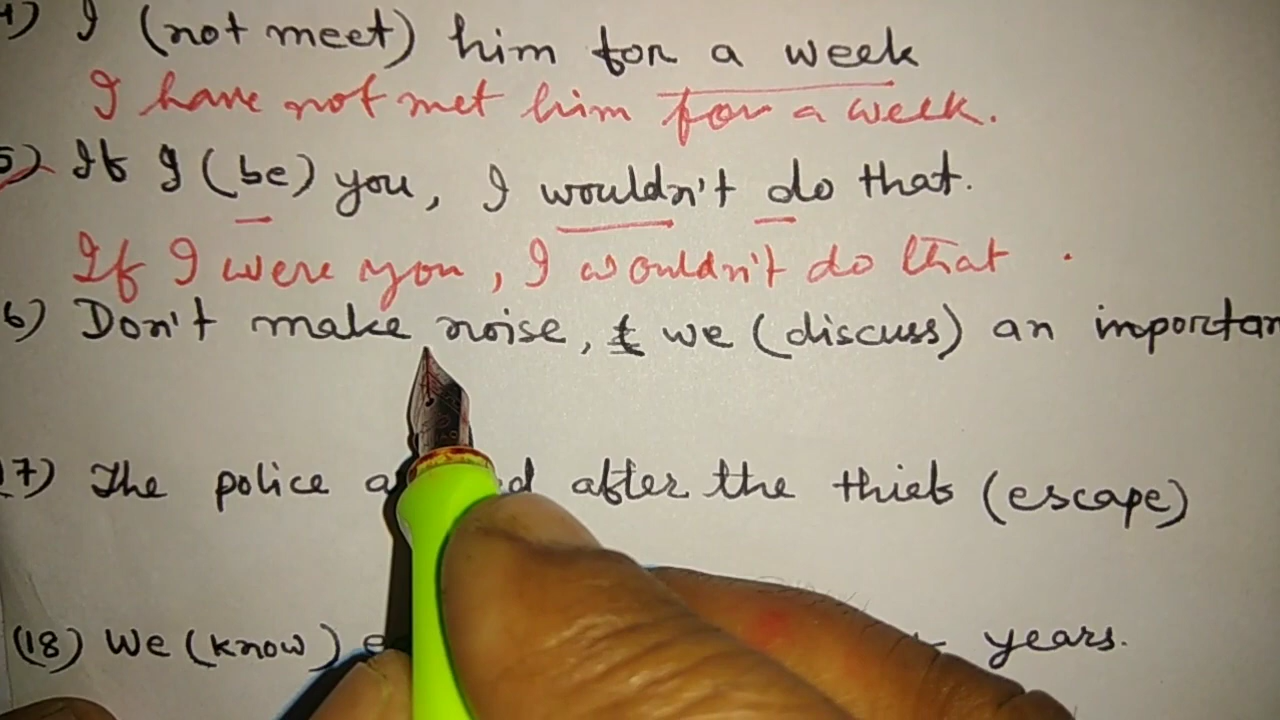 4) I (not meet) him for a week
I have not met him for a week.
5) If I (be) you, I wouldn't do that.
If I were you, I wouldn't do that.
6) Don't make noise, we (discuss) an importan
17) The police after the thief (escape)
(18) We (know) years.